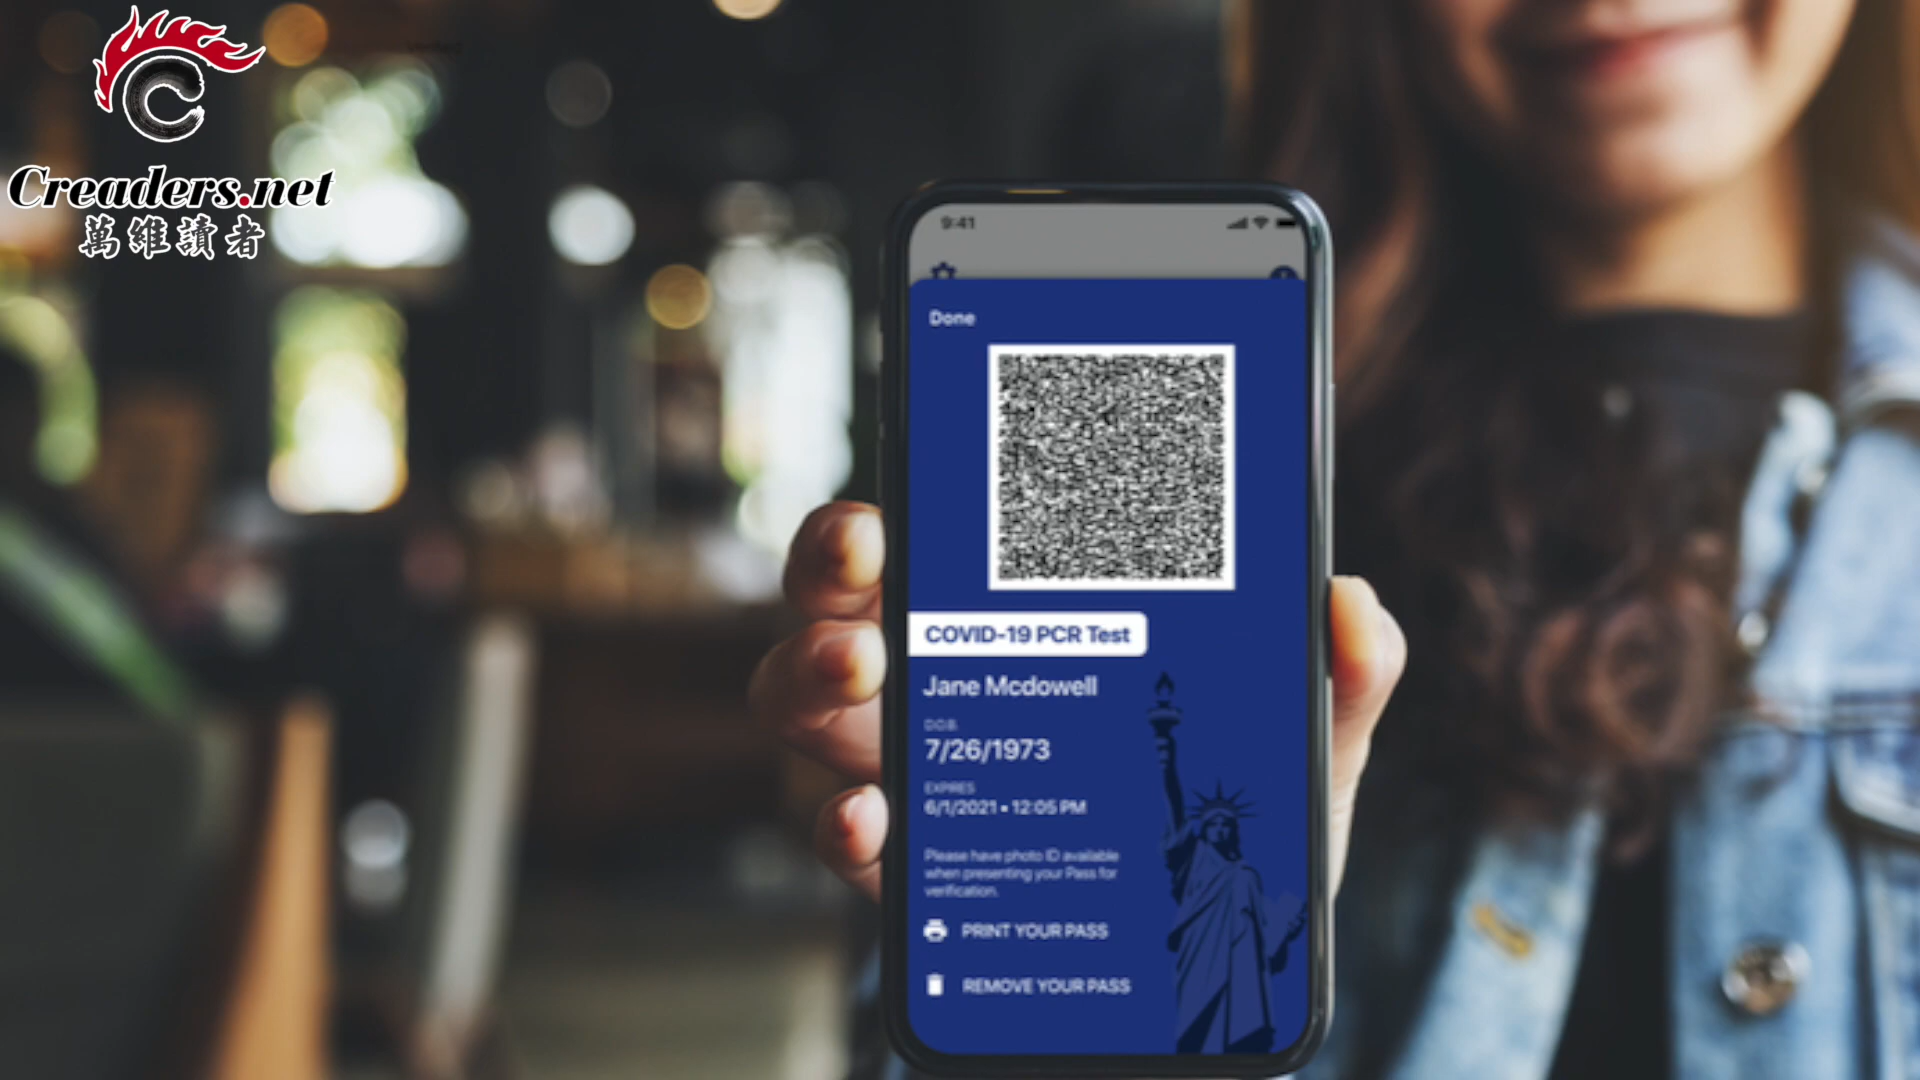 Creaders.net
萬維讀者
9:41
Done
COVID-19 PCR Test
Jane Mcdowell
D.O.B.
7/26/1973
EXPIRES
6/1/2021 • 12:05 PM
Please have photo ID available
when presenting your Pass for
verification.
PRINT YOUR PASS
REMOVE YOUR PASS